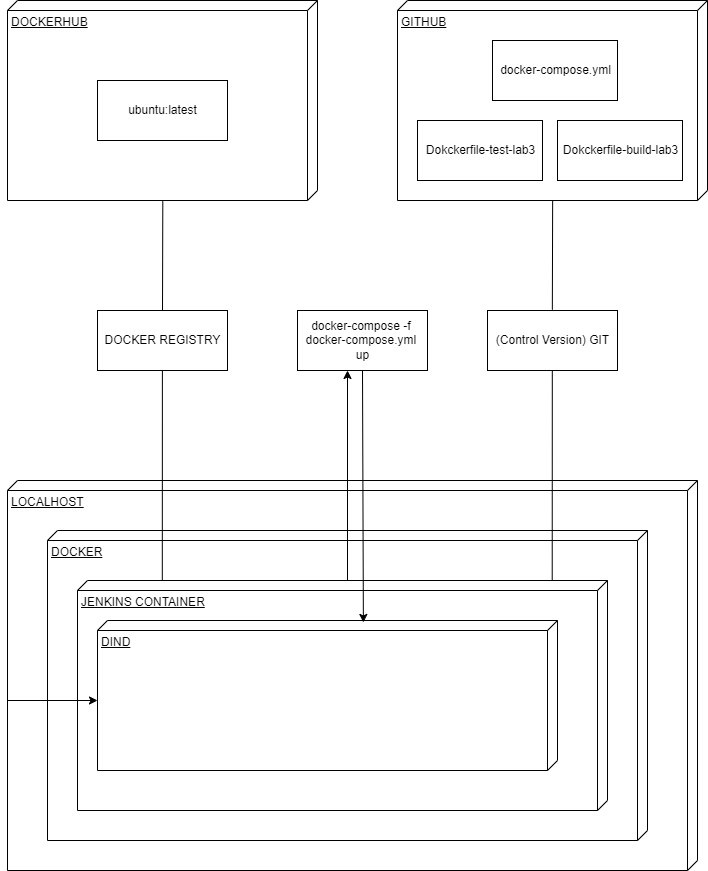 DOCKERHUB
ubuntu:latest
GITHUB
docker-compose.yml
Dokckerfile-test-lab3
Dokckerfile-build-lab3
DOCKER REGISTRY
docker-compose -f
docker-compose.yml
up
(Control Version) GIT
LOCALHOST
DOCKER
JENKINS CONTAINER
DIND